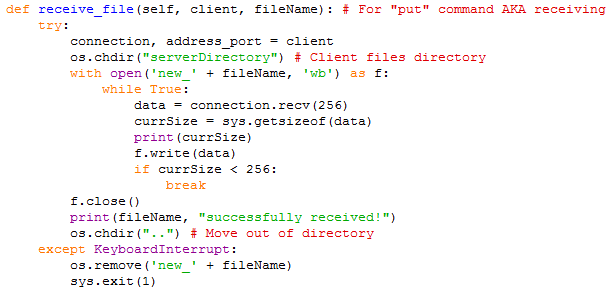 def receive_file(self, client, fileName): # For "put" command AKA receiving
    try:
        connection, address_port = client
        os.chdir("serverDirectory") # Client files directory
        with open('new_' + fileName, 'wb') as f:
            while True:
                data = connection.recv(256)
                currSize = sys.getsizeof(data)
                print(currSize)
                f.write(data)
                if currSize < 256:
                    break
        f.close()
        print(fileName, "successfully received!")
        os.chdir("..") # Move out of directory
    except KeyboardInterrupt:
        os.remove('new_' + fileName)
        sys.exit(1)